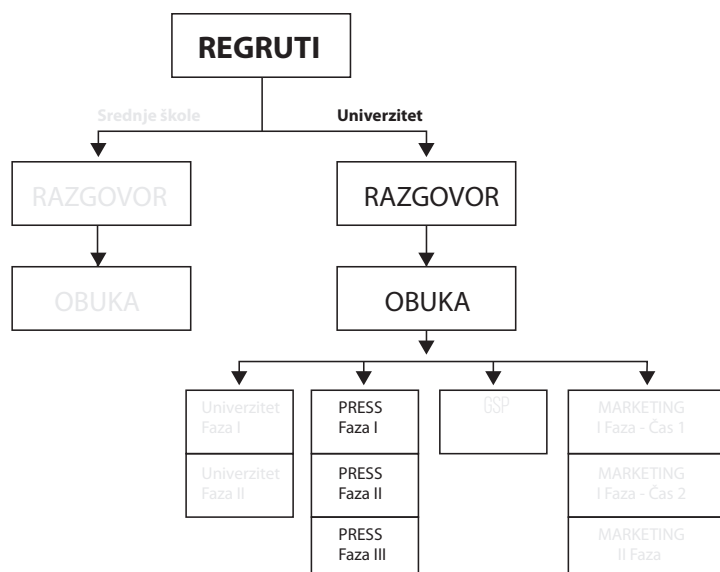 REGRUTI
Srednje škole
Univerzitet
RAZGOVOR
RAZGOVOR
OBUKA
OBUKA
Univerzitet
Faza I
PRESS
Faza I
GSP
MARKETING
I Faza - Čas 1
Univerzitet
Faza II
PRESS
Faza II
MARKETING
I Faza - Čas 2
PRESS
Faza III
MARKETING
II Faza